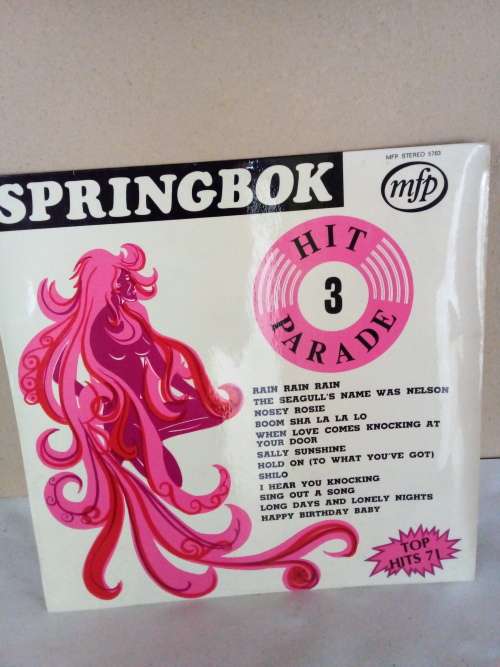 MFP STEREO 5783
SPRINGBOK
mfp
HIT
3
PARADE
RAIN RAIN RAIN
THE SEAGULL'S NAME WAS NELSON
NOSEY ROSIE
BOOM SHA LA LA LO
WHEN LOVE COMES KNOCKING AT
YOUR DOOR
SALLY SUNSHINE
HOLD ON (TO WHAT YOU'VE GOT)
SHILO
I HEAR YOU KNOCKING
SING OUT A SONG
LONG DAYS AND LONELY NIGHTS
HAPPY BIRTHDAY BABY
TOP
HITS 71